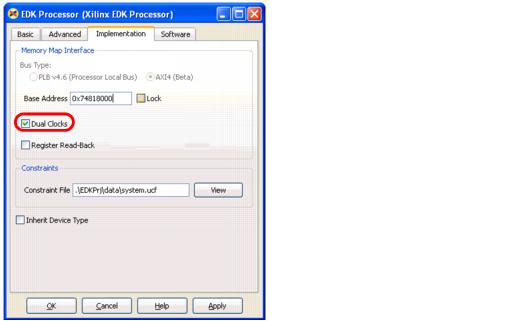 EDK Processor (Xilinx EDK Processor)
Basic Advanced Implementation Software
Memory Map Interface
Bus Type:
PLB v4.6 (Processor Local Bus) AXI4 (Beta)
Base Address 0x74818000 Lock
Dual Clocks
Register Read-Back
Constraints
Constraint File .\EDKPrj\data\system.ucf View
Inherit Device Type
OK Cancel Help Apply